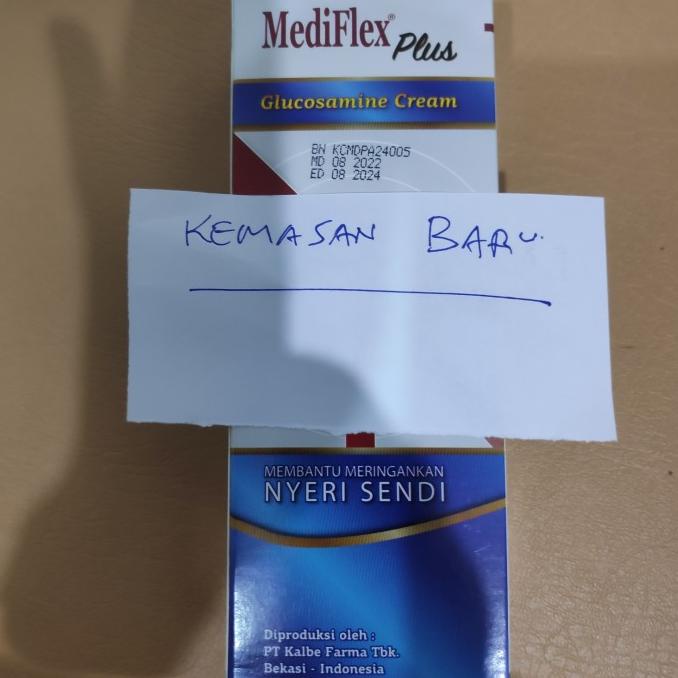 MediFlex® Plus
Glucosamine Cream
BN KCMDPA24005
MD 08 2022
ED 08 2024
KEMASAN BARU.
MEMBANTU MERINGANKAN
NYERI SENDI
Diproduksi oleh :
PT Kalbe Farma Tbk.
Bekasi - Indonesia